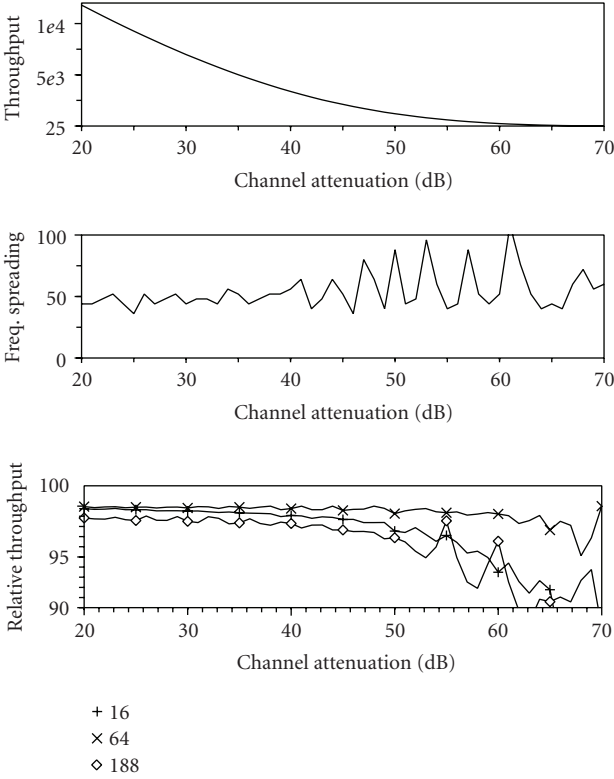 Throughput
1e4
5e3
25
20 30 40 50 60 70
Channel attenuation (dB)
Freq. spreading
100
50
0
20 30 40 50 60 70
Channel attenuation (dB)
Relative throughput
100
95
90
20 30 40 50 60 70
Channel attenuation (dB)
16
64
188